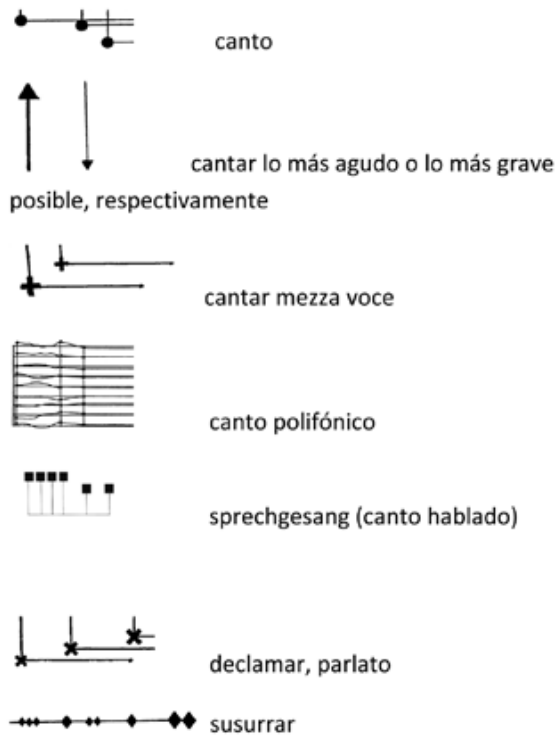 canto
cantar lo más agudo o lo más grave
posible, respectivamente
cantar mezza voce
canto polifónico
sprechgesang (canto hablado)
declamar, parlato
susurrar